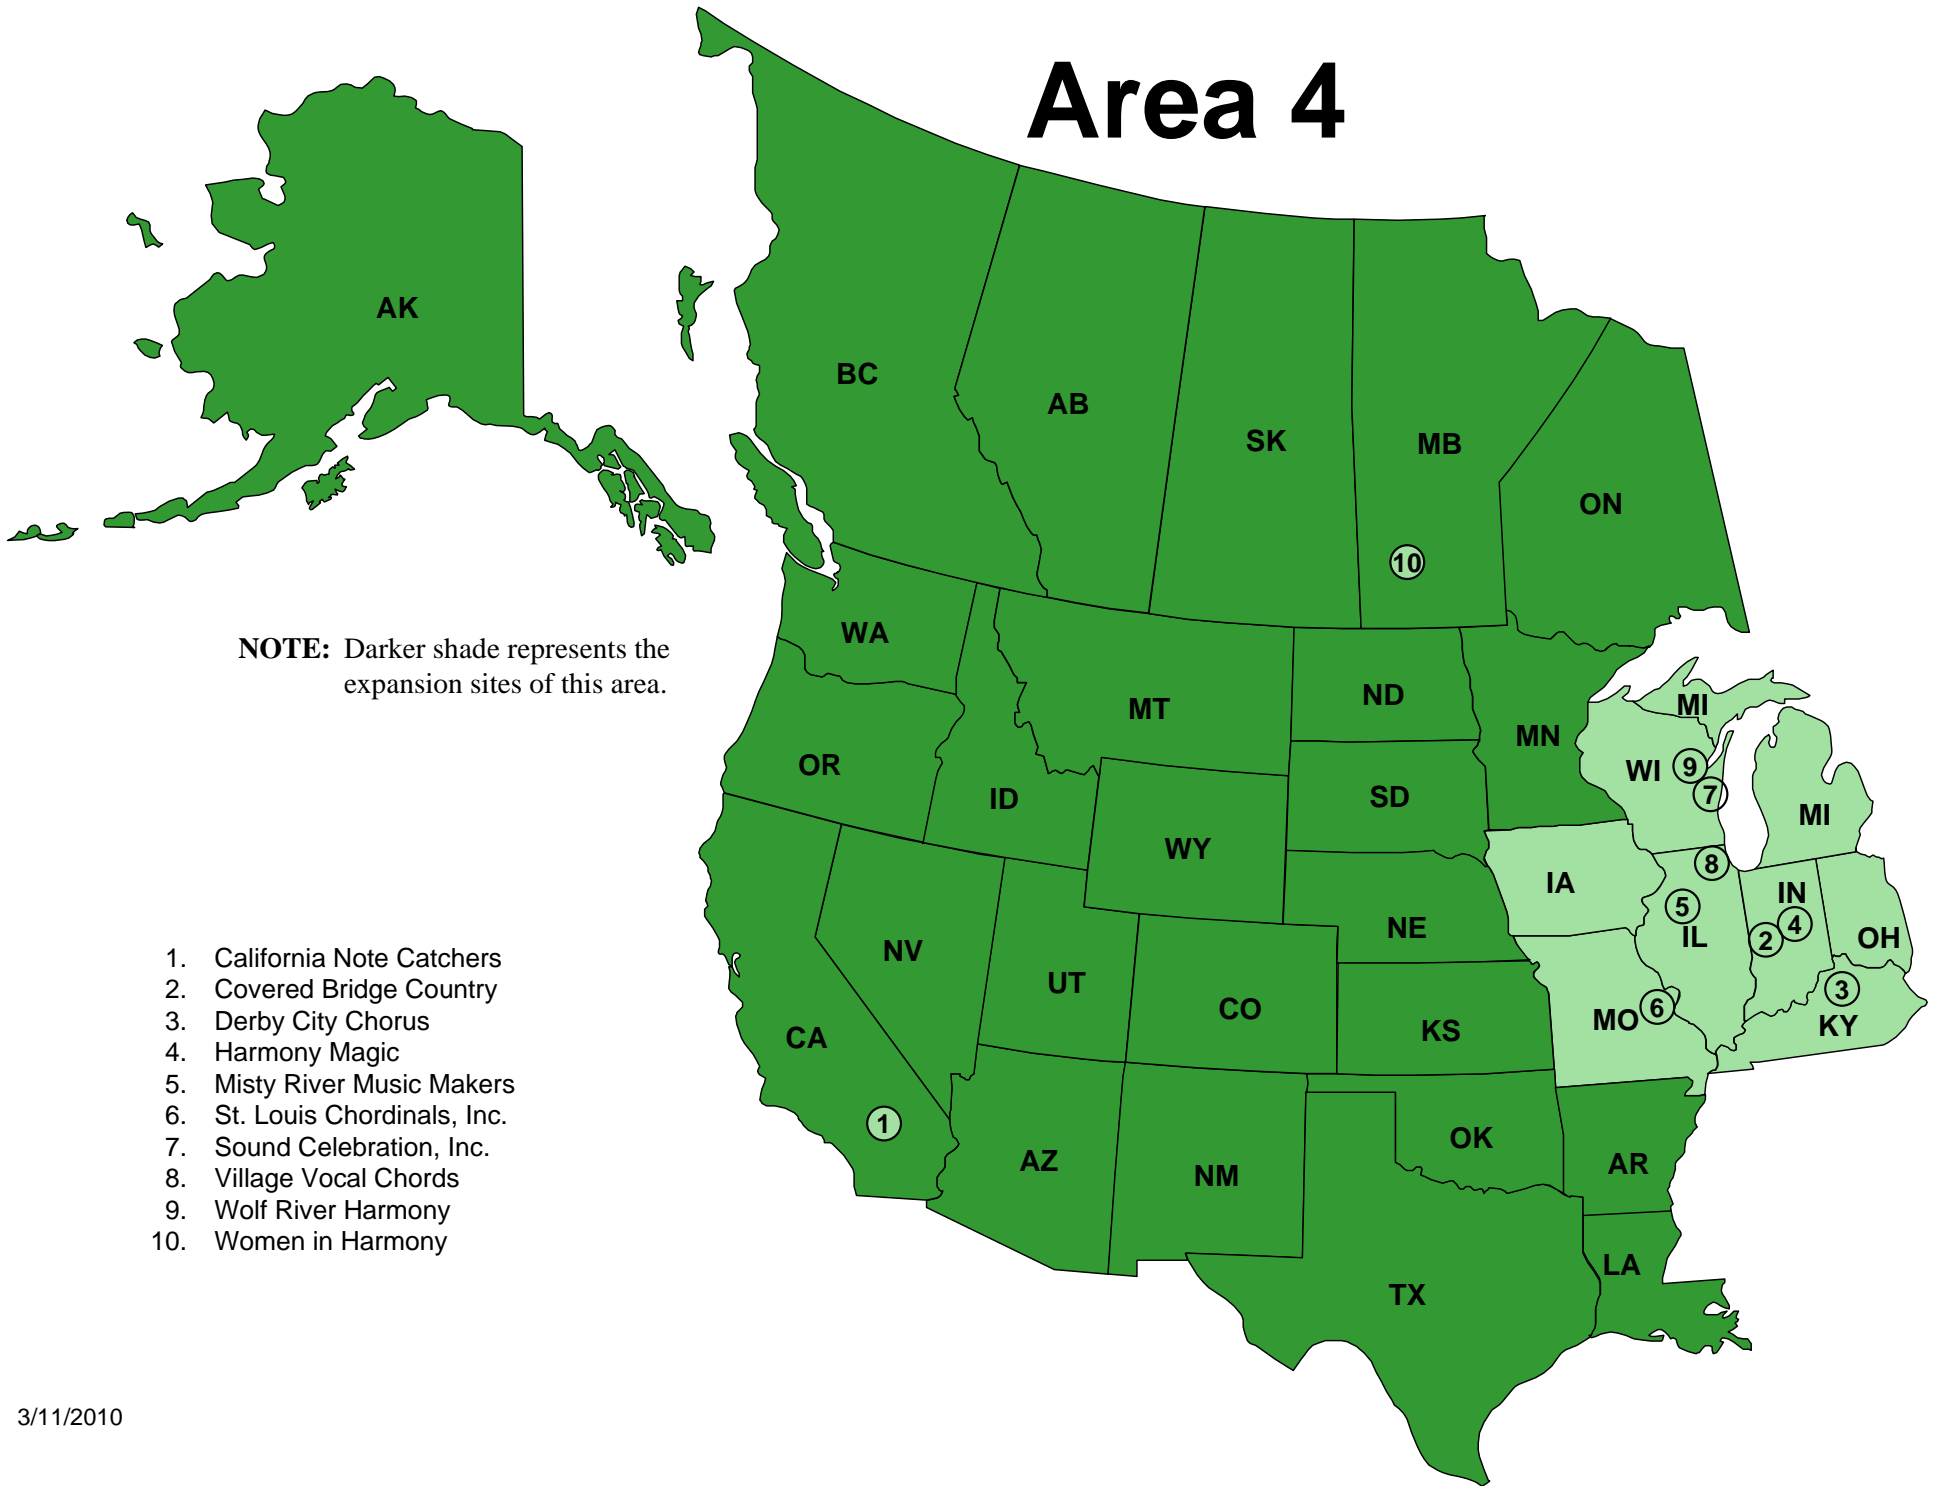 Area 4
AK
BC
AB
SK
MB
ON
10
WA
NOTE: Darker shade represents the
expansion sites of this area.
MT
ND
MN
MI
OR
ID
SD
WI
9
7
MI
WY
8
IA
IN
5
4
NE
IL
2
OH
NV
UT
CO
KS
MO
6
3
KY
CA
1
AZ
NM
OK
AR
LA
TX
1. California Note Catchers
2. Covered Bridge Country
3. Derby City Chorus
4. Harmony Magic
5. Misty River Music Makers
6. St. Louis Chordinals, Inc.
7. Sound Celebration, Inc.
8. Village Vocal Chords
9. Wolf River Harmony
10. Women in Harmony
3/11/2010